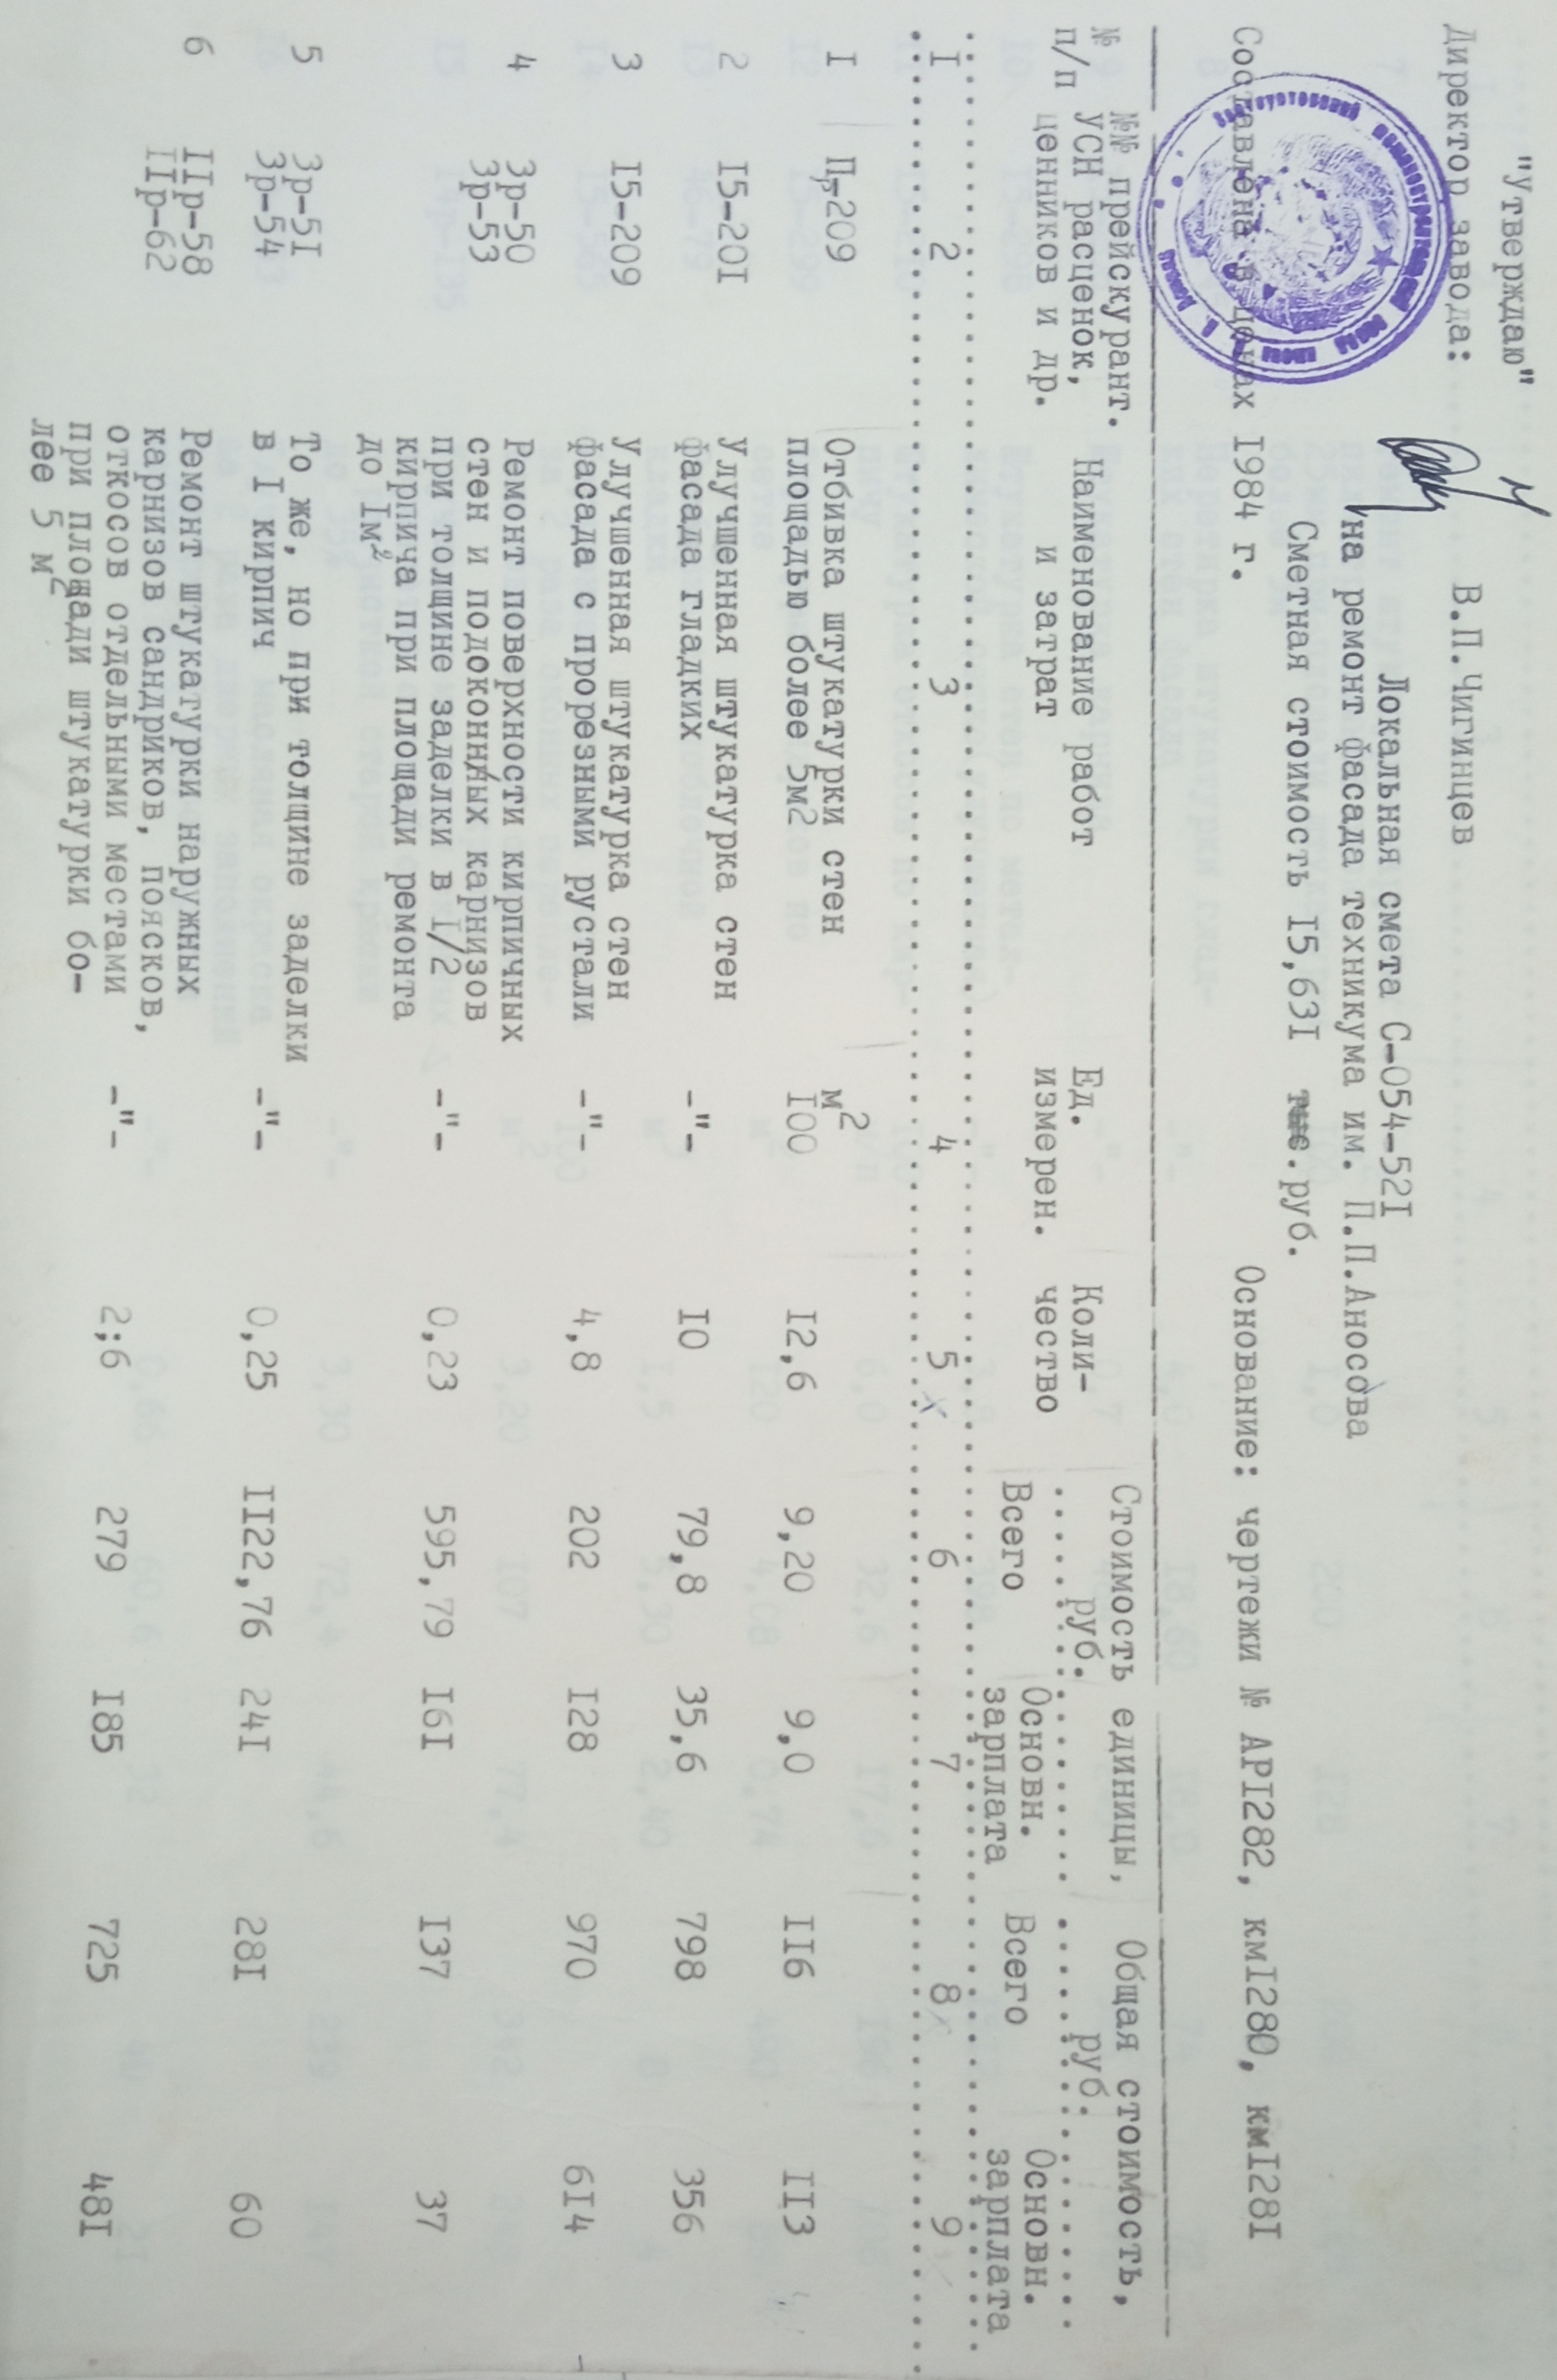 "Утверждаю"
Директор завода: В.П.Чигинцев
Локальная смета С-054-52I
на ремонт фасада техникума им. П.П.Аносова
Сметная стоимость I5,63I тыс.руб.
Составлена в ценах I984 г. Основание: чертежи № АРI282, кмI280, кмI28I
№ №№ прейскурант. Наименование работ Ед. Коли- Стоимость единицы, Общая стоимость,
п/п УСН расценок, и затрат измерен. чество руб. руб.
ценников и др. Всего Основн. Всего Основн.
зарплата зарплата
I 2 3 4 5 6 7 8 9
I Пр-209 Отбивка штукатурки стен м2
площадью более 5м2 I00 I2,6 9,20 9,0 II6 II3
2 I5-20I Улучшенная штукатурка стен
фасада гладких -"- I0 79,8 35,6 798 356
3 I5-209 Улучшенная штукатурка стен
фасада с прорезными рустали -"- 4,8 202 I28 970 6I4
4 3р-50 Ремонт поверхности кирпичных
3р-53 стен и подоконных карнизов
при толщине заделки в I/2
кирпича при площади ремонта -"- 0,23 595,79 I6I I37 37
до Iм2
5 3р-5I То же, но при толщине заделки
3р-54 в I кирпич -"- 0,25 II22,76 24I 28I 60
6 IIр-58 Ремонт штукатурки наружных
IIр-62 карнизов сандриков, поясков,
откосов отдельными местами
при площади штукатурки бо- -"- 2;6 279 I85 725 48I
лее 5 м2